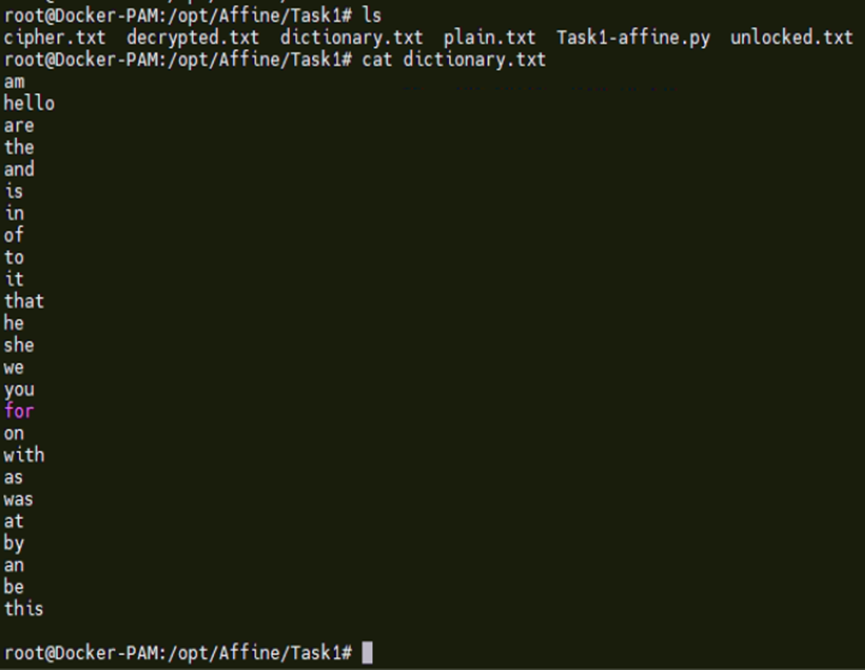 root@Docker-PAM:/opt/Affine/Task1# ls
cipher.txt  decrypted.txt  dictionary.txt  plain.txt  Task1-affine.py  unlocked.txt
root@Docker-PAM:/opt/Affine/Task1# cat dictionary.txt
am
hello
are
the
and
is
in
of
to
it
that
he
she
we
you
for
on
with
as
was
at
by
an
be
this
root@Docker-PAM:/opt/Affine/Task1#